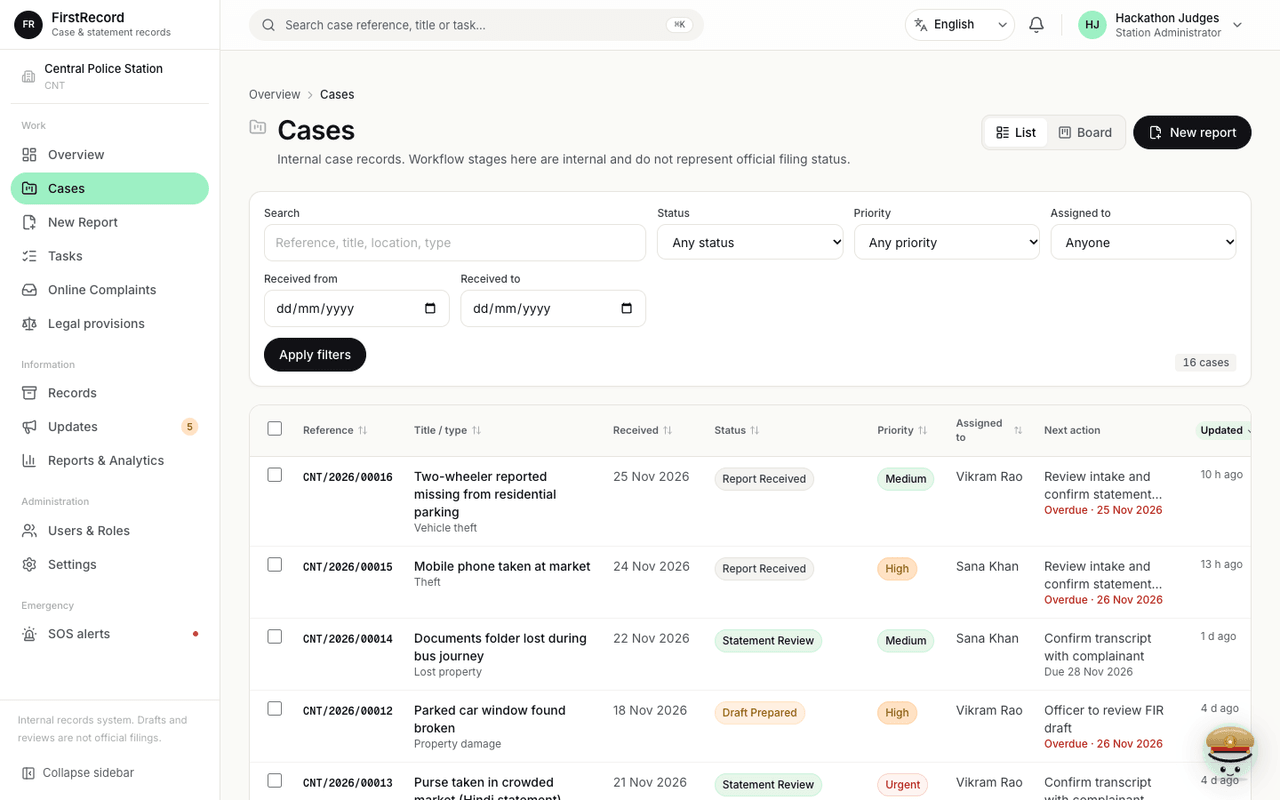 FR
FirstRecord
Case & statement records
Search case reference, title or task...
⌘K
English
HJ
Hackathon Judges
Station Administrator
Central Police Station
CNT
Work
Overview
Cases
New Report
Tasks
Online Complaints
Legal provisions
Information
Records
Updates
5
Reports & Analytics
Administration
Users & Roles
Settings
Emergency
SOS alerts
Internal records system. Drafts and
reviews are not official filings.
Collapse sidebar
Overview > Cases
Cases
Internal case records. Workflow stages here are internal and do not represent official filing status.
List
Board
New report
Search
Reference, title, location, type
Status
Any status
Priority
Any priority
Assigned to
Anyone
Received from
dd/mm/yyyy
Received to
dd/mm/yyyy
Apply filters
16 cases
Reference
Title / type
Received
Status
Priority
Assigned
to
Next action
Updated
CNT/2026/00016
Two-wheeler reported
missing from residential
parking
Vehicle theft
25 Nov 2026
Report Received
Medium
Vikram Rao
Review intake and
confirm statement...
Overdue · 25 Nov 2026
10 h ago
CNT/2026/00015
Mobile phone taken at market
Theft
24 Nov 2026
Report Received
High
Sana Khan
Review intake and
confirm statement...
Overdue · 26 Nov 2026
13 h ago
CNT/2026/00014
Documents folder lost during
bus journey
Lost property
22 Nov 2026
Statement Review
Medium
Sana Khan
Confirm transcript
with complainant
Due 28 Nov 2026
1 d ago
CNT/2026/00012
Parked car window found
broken
Property damage
18 Nov 2026
Draft Prepared
High
Vikram Rao
Officer to review FIR
draft
Overdue · 26 Nov 2026
4 d ago
CNT/2026/00013
Purse taken in crowded
market (Hindi statement)
21 Nov 2026
Statement Review
Urgent
Vikram Rao
Confirm transcript
with complainant
4 d ago